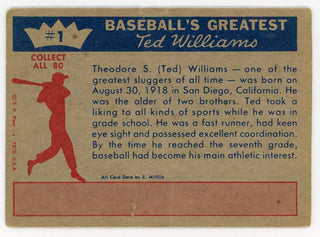 #1
BASEBALL'S GREATEST
Ted Williams
COLLECT
ALL 80
Theodore S. (Ted) Williams — one of the
greatest sluggers of all time — was born on
August 30, 1918 in San Diego, California. He
was the older of two brothers. Ted took a
liking to all kinds of sports while he was in
grade school. He was a fast runner, had keen
eye sight and possessed excellent coordination.
By the time he reached the seventh grade,
baseball had become his main athletic interest.
All Card Data by S. Mifflin